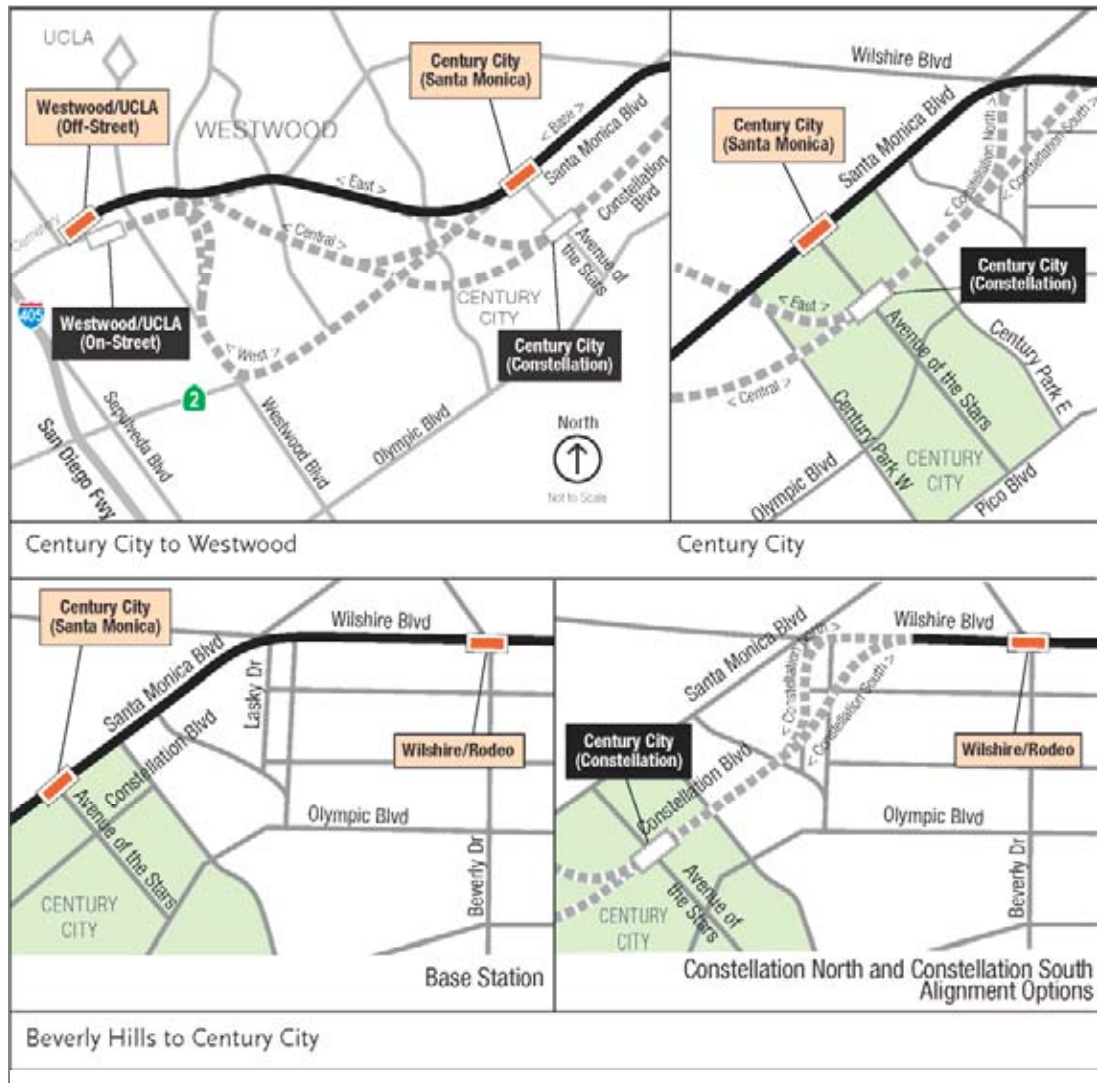 UCLA
Westwood/UCLA
(Off-Street)
WESTWOOD
Century City
(Santa Monica)
< Base >
Santa Monica Blvd
Constellation
Blvd
< East >
< Central >
Avenue of
the Stars
CENTURY
CITY
405
Westwood/UCLA
(On-Street)
< West >
Century City
(Constellation)
2
San Diego Fwy
Sepulveda Blvd
Westwood Blvd
Olympic Blvd
North
Not to Scale
Century City to Westwood
Wilshire Blvd
Santa Monica Blvd
Century City
(Santa Monica)
< Constellation North >
< Constellation South >
Century City
(Constellation)
< East >
< Central >
Avenue of the Stars
Century Park E
Century Park W
CENTURY
CITY
Olympic Blvd
Pico Blvd
Century City
Century City
(Santa Monica)
Santa Monica Blvd
Wilshire Blvd
Lasky Dr
Constellation Blvd
Wilshire/Rodeo
Avenue of the Stars
Olympic Blvd
Beverly Dr
CENTURY
CITY
Base Station
Santa Monica Blvd
Wilshire Blvd
< Constellation North >
< Constellation South >
Century City
(Constellation)
Constellation Blvd
Wilshire/Rodeo
Olympic Blvd
Avenue of
the Stars
Beverly Dr
CENTURY
CITY
Constellation North and Constellation South
Alignment Options
Beverly Hills to Century City